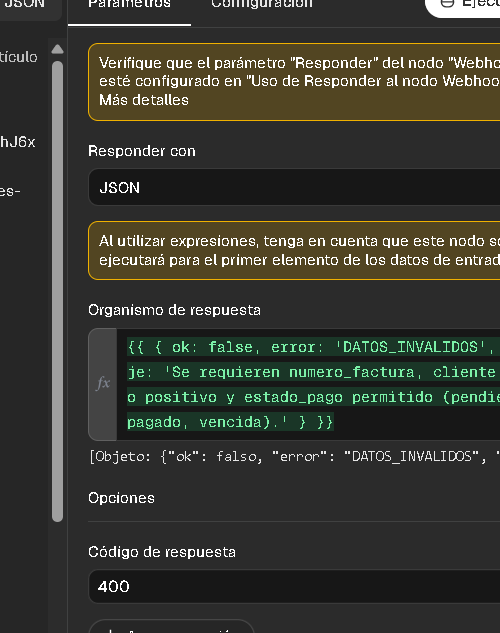 JSON
Parámetros
Configuración
tículo
Verifique que el parámetro "Responder" del nodo "Webho
esté configurado en "Uso de Responder al nodo Webhoo
Más detalles
hJ6x
Responder con
es-
JSON
Al utilizar expresiones, tenga en cuenta que este nodo s
ejecutará para el primer elemento de los datos de entrad
Organismo de respuesta
fx
{{ { ok: false, error: 'DATOS_INVALIDOS',
je: 'Se requieren numero_factura, cliente
o positivo y estado_pago permitido (pendie
pagado, vencida).' } }}
[Objeto: {"ok": falso, "error": "DATOS_INVALIDOS", "
Opciones
Código de respuesta
400